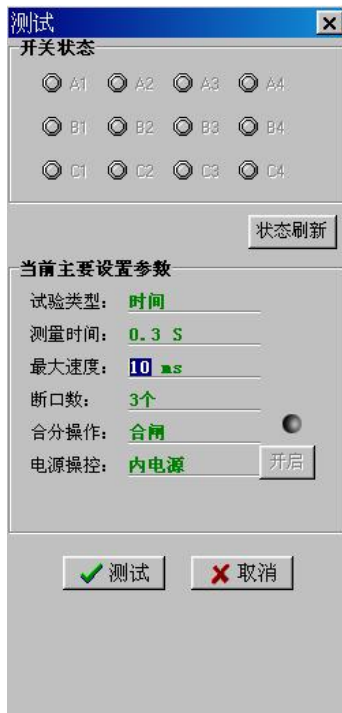 测试
开关状态
A1 A2 A3 A4
B1 B2 B3 B4
C1 C2 C3 C4
状态刷新
当前主要设置参数
试验类型： 时间
测量时间： 0.3 S
最大速度： 10 ms
断口数： 3个
合分操作： 合闸
电源操控： 内电源
开启
测试
取消